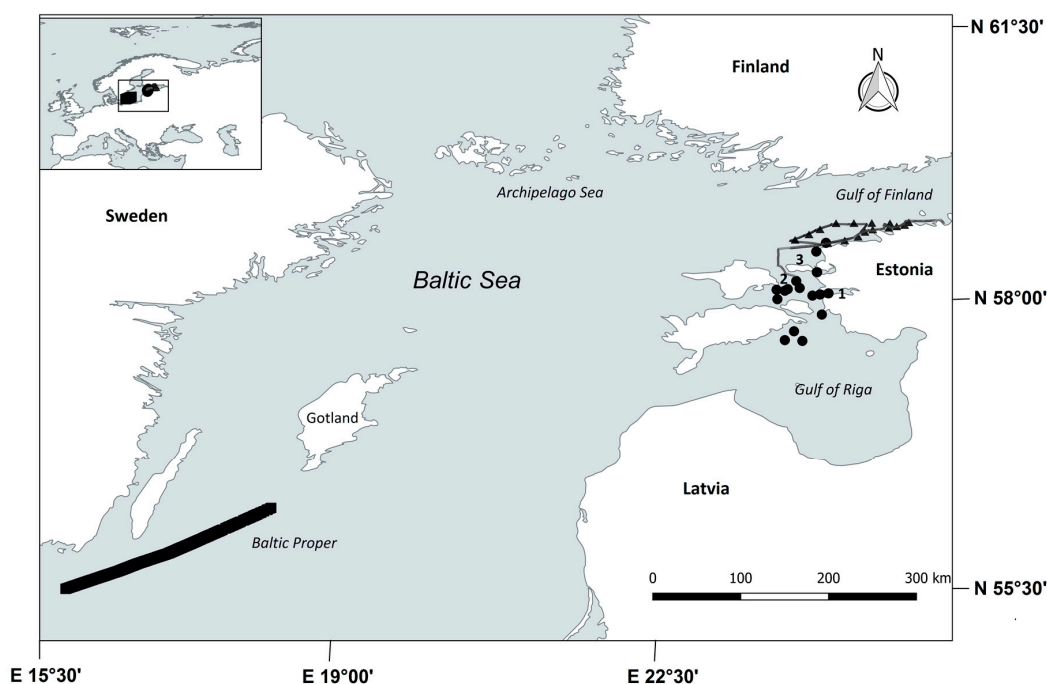 N 61°30'
Finland
N
Archipelago Sea
Gulf of Finland
Sweden
3
Estonia
Baltic Sea
2
1
N 58°00'
Gulf of Riga
Gotland
Latvia
Baltic Proper
0 100 200 300 km
N 55°30'
E 15°30' E 19°00' E 22°30'